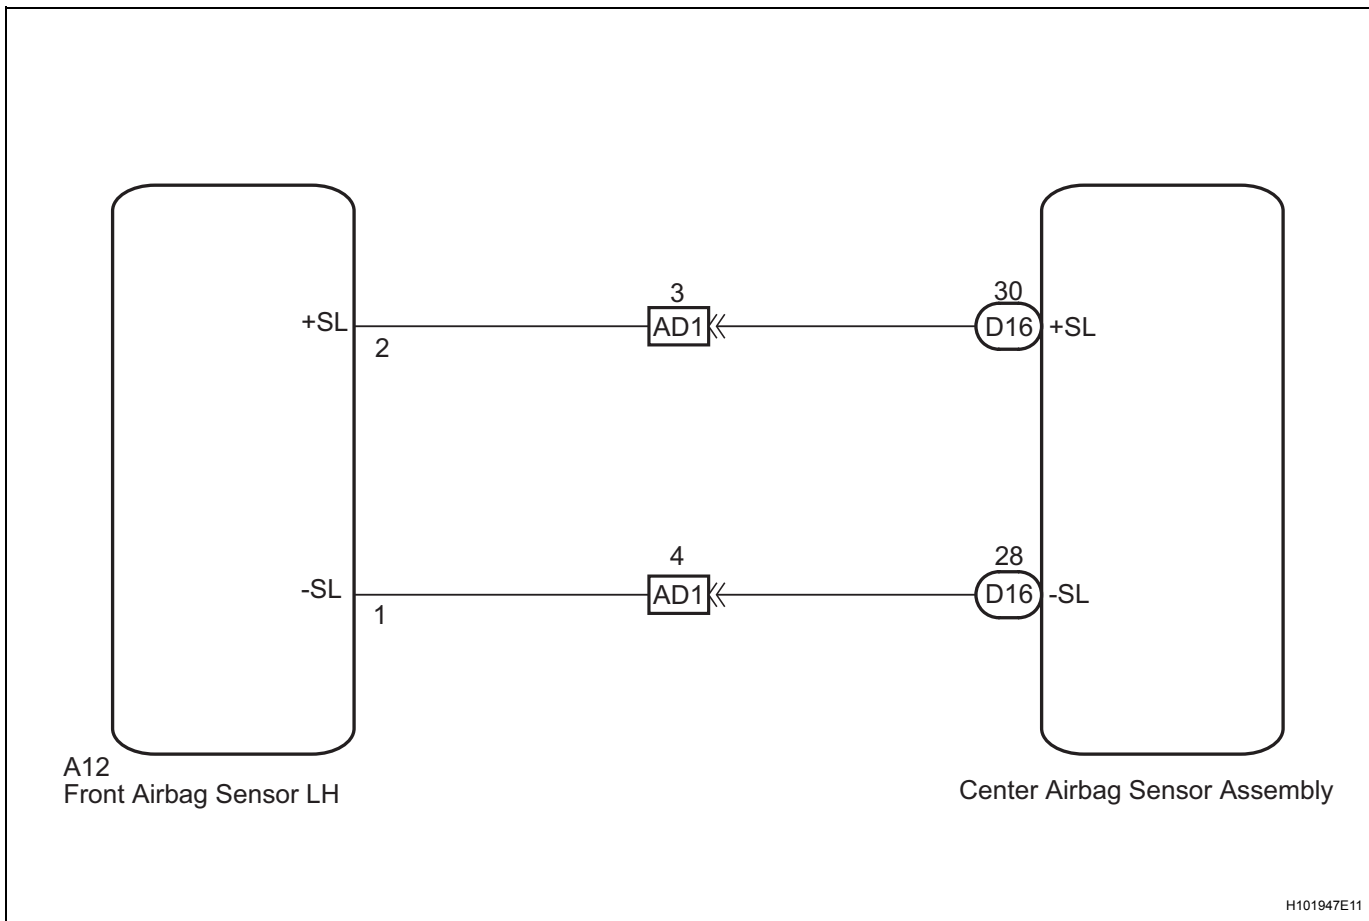 3
30
+SL
AD1
D16
+SL
2
4
28
-SL
AD1
D16
-SL
1
A12
Front Airbag Sensor LH
Center Airbag Sensor Assembly
H101947E11